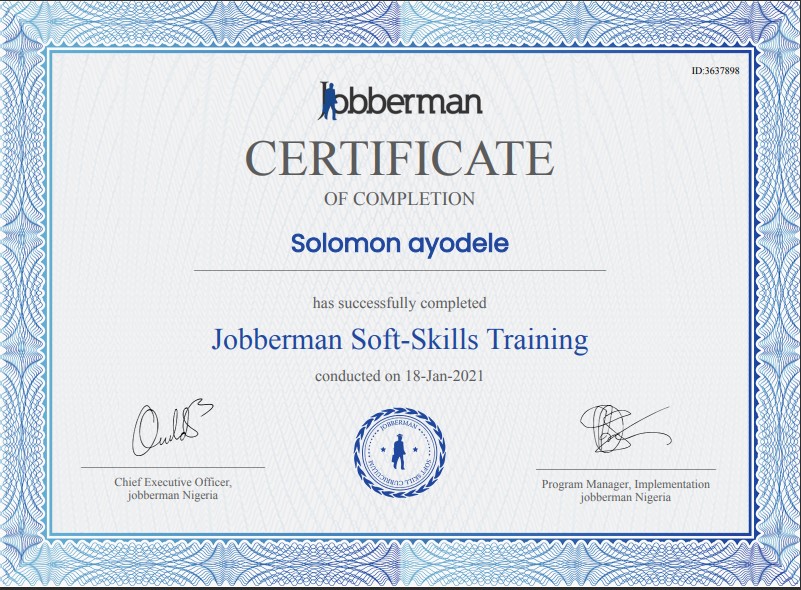 ID:3637898
Jobberman
CERTIFICATE
OF COMPLETION
Solomon ayodele
has successfully completed
Jobberman Soft-Skills Training
conducted on 18-Jan-2021
JOBBERMAN
SOFT SKILL CURRICULUM
Chief Executive Officer,
jobberman Nigeria
Program Manager, Implementation
jobberman Nigeria